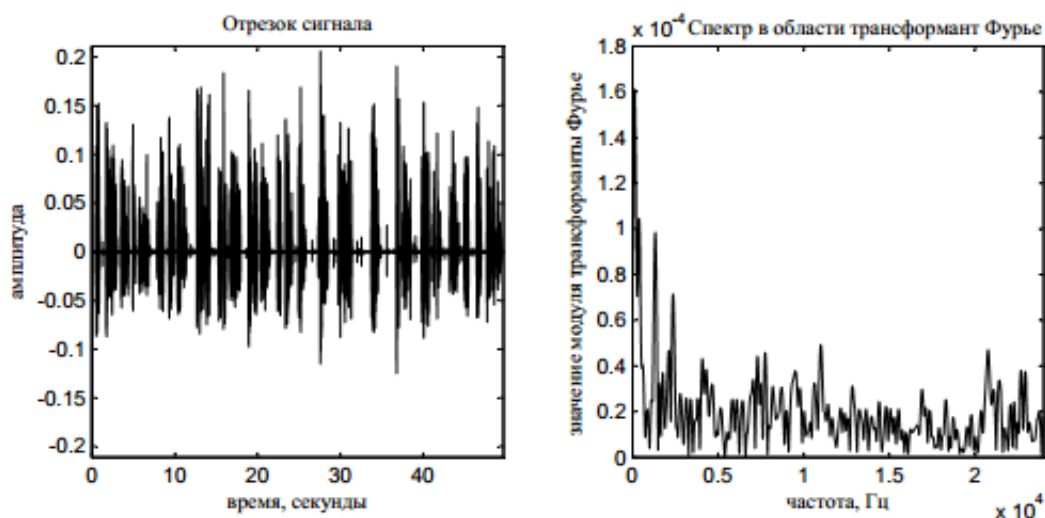 Отрезок сигнала
0.2
0.15
0.1
0.05
0
-0.05
-0.1
-0.15
-0.2
амплитуда
0 10 20 30 40
время, секунды
x 10⁻⁴ Спектр в области трансформант Фурье
1.8
1.6
1.4
1.2
1
0.8
0.6
0.4
0.2
0
значение модуля трансформанты Фурье
0 0.5 1 1.5 2
частота, Гц
x 10⁴